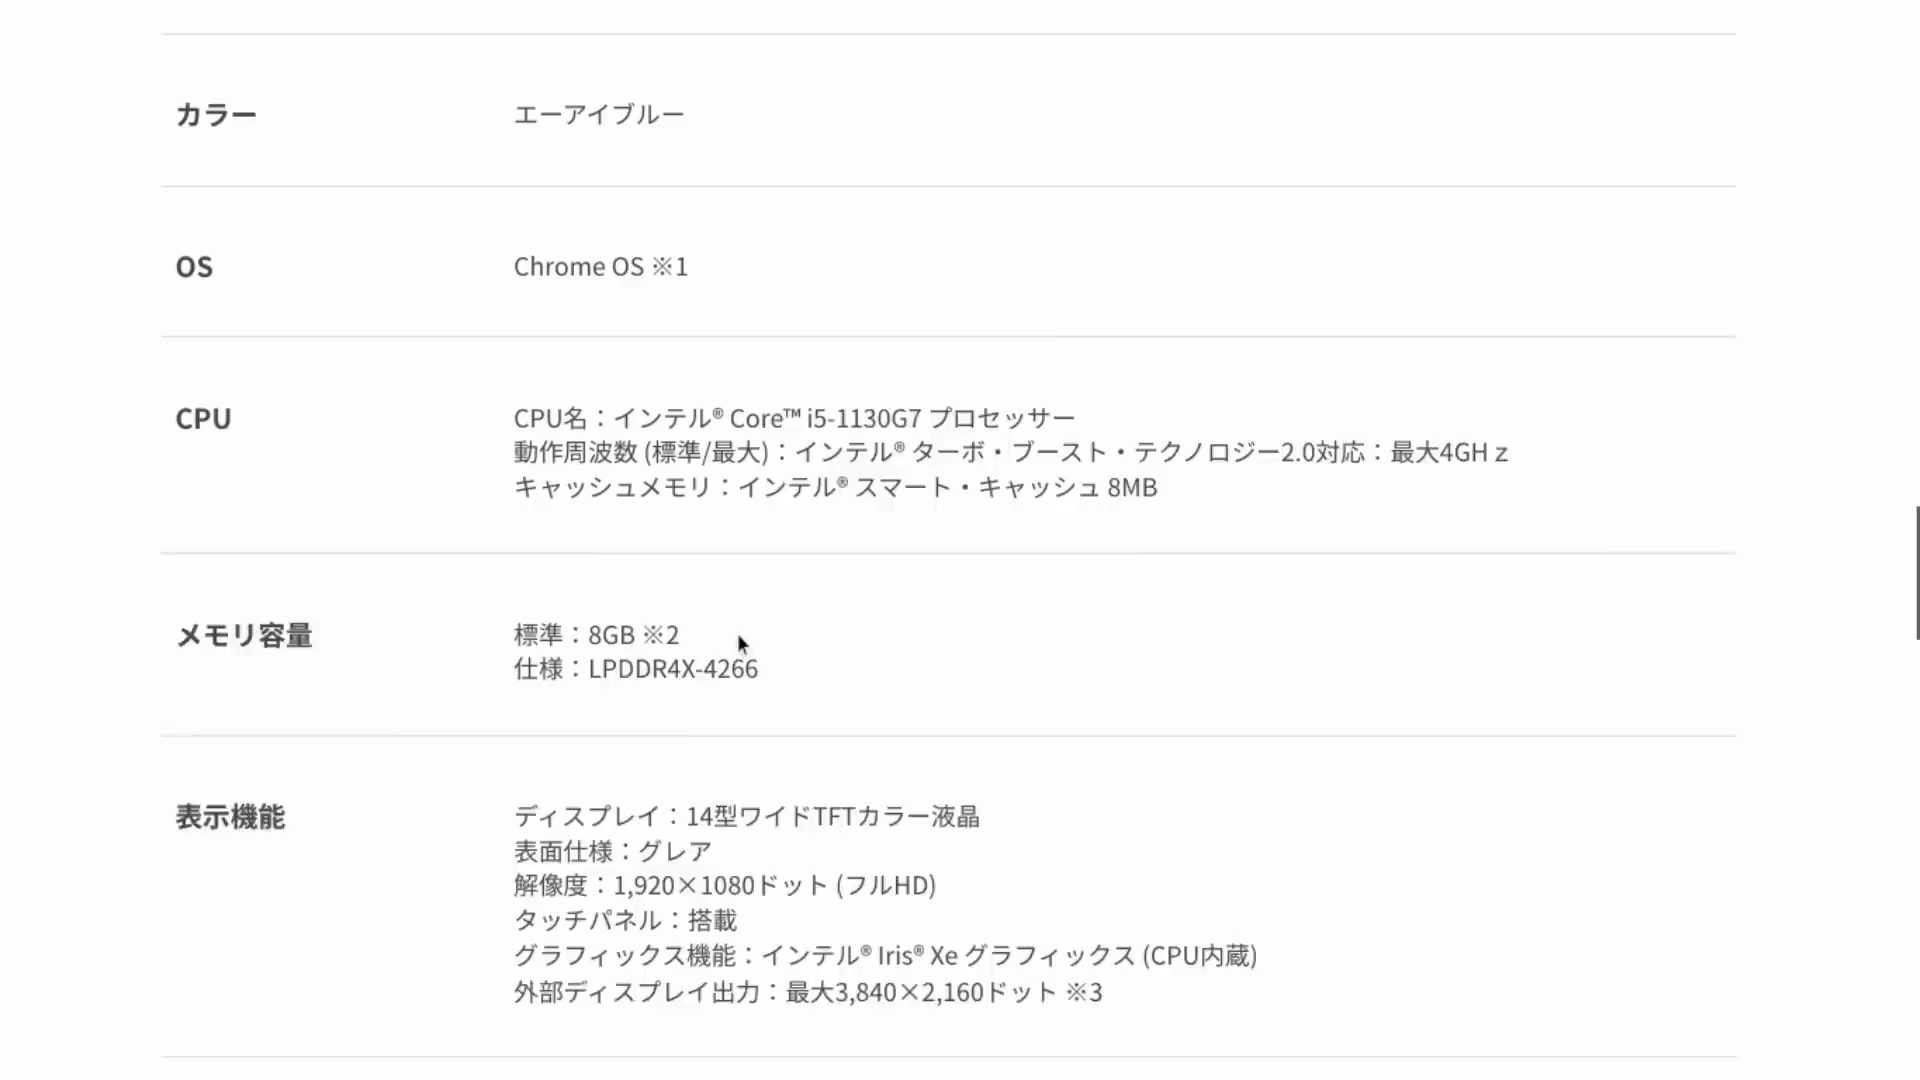 カラー
エーアイブルー
OS
Chrome OS ※1
CPU
CPU名：インテル® Core™ i5-1130G7 プロセッサー
動作周波数 (標準/最大)：インテル® ターボ・ブースト・テクノロジー2.0対応：最大4GHｚ
キャッシュメモリ：インテル® スマート・キャッシュ 8MB
メモリ容量
標準：8GB ※2
仕様：LPDDR4X-4266
表示機能
ディスプレイ：14型ワイドTFTカラー液晶
表面仕様：グレア
解像度：1,920×1080ドット (フルHD)
タッチパネル：搭載
グラフィックス機能：インテル® Iris® Xe グラフィックス (CPU内蔵)
外部ディスプレイ出力：最大3,840×2,160ドット ※3